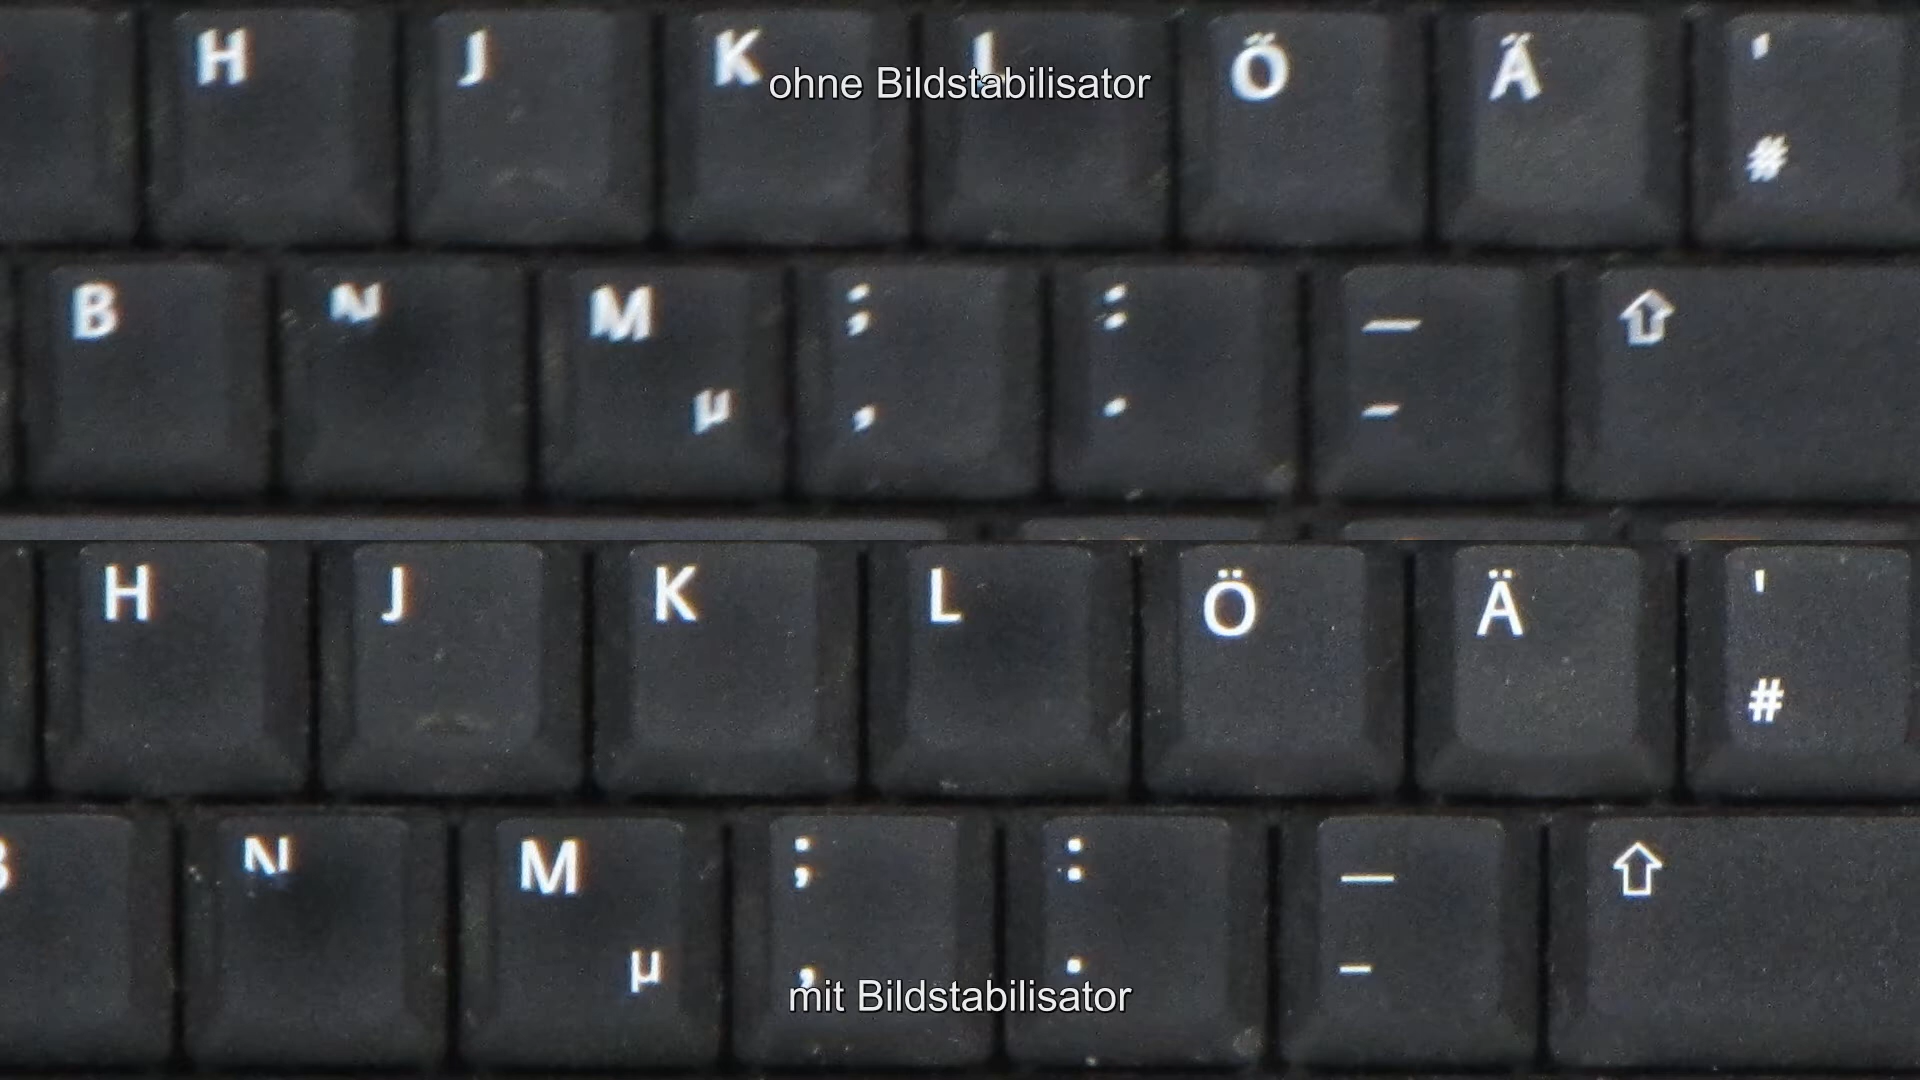 H J K L Ö Ä '
ohne Bildstabilisator
#
B N M ; : _
µ , . -
H J K L Ö Ä '
#
B N M ; : _
µ , . -
mit Bildstabilisator